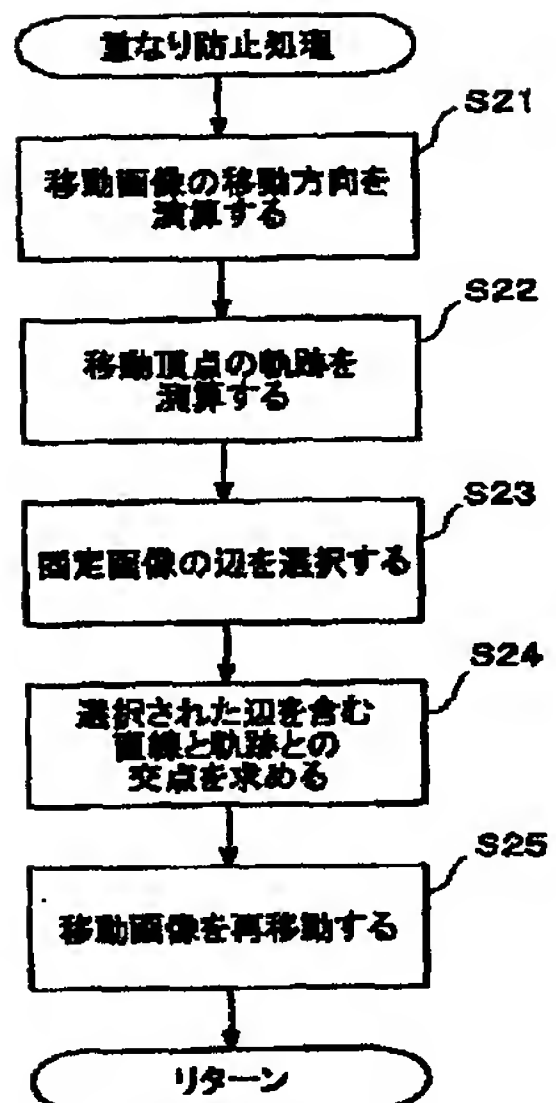 重なり防止処理
S21
移動画像の移動方向を
演算する
S22
移動頂点の軌跡を
演算する
S23
固定画像の辺を選択する
S24
選択された辺を含む
直線と軌跡との
交点を求める
S25
移動画像を再移動する
リターン